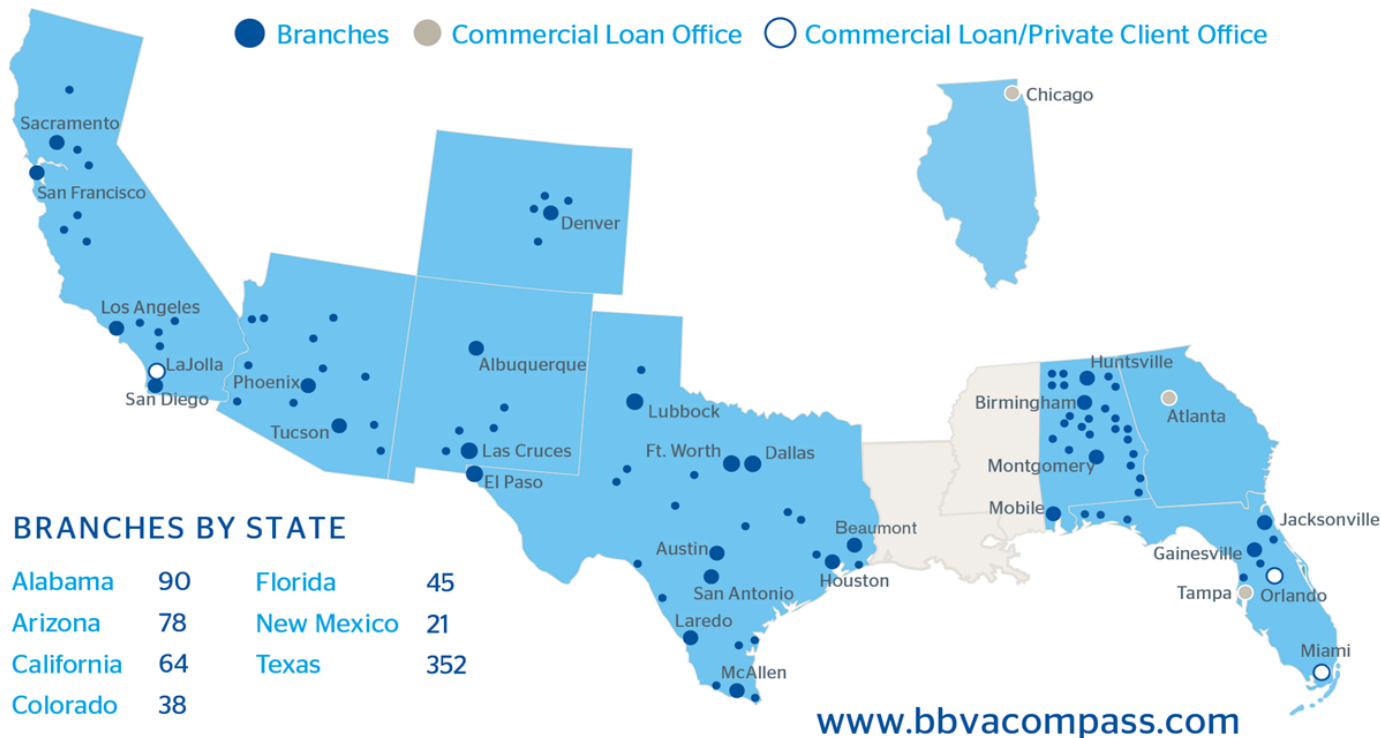 Branches
Commercial Loan Office
Commercial Loan/Private Client Office
Chicago
Sacramento
San Francisco
Denver
Los Angeles
LaJolla
San Diego
Phoenix
Tucson
Albuquerque
Las Cruces
El Paso
Lubbock
Ft. Worth
Dallas
Austin
San Antonio
Beaumont
Houston
Laredo
McAllen
Huntsville
Birmingham
Montgomery
Mobile
Atlanta
Jacksonville
Gainesville
Tampa
Orlando
Miami
BRANCHES BY STATE
Alabama 90 Florida 45
Arizona 78 New Mexico 21
California 64 Texas 352
Colorado 38
www.bbvacompass.com